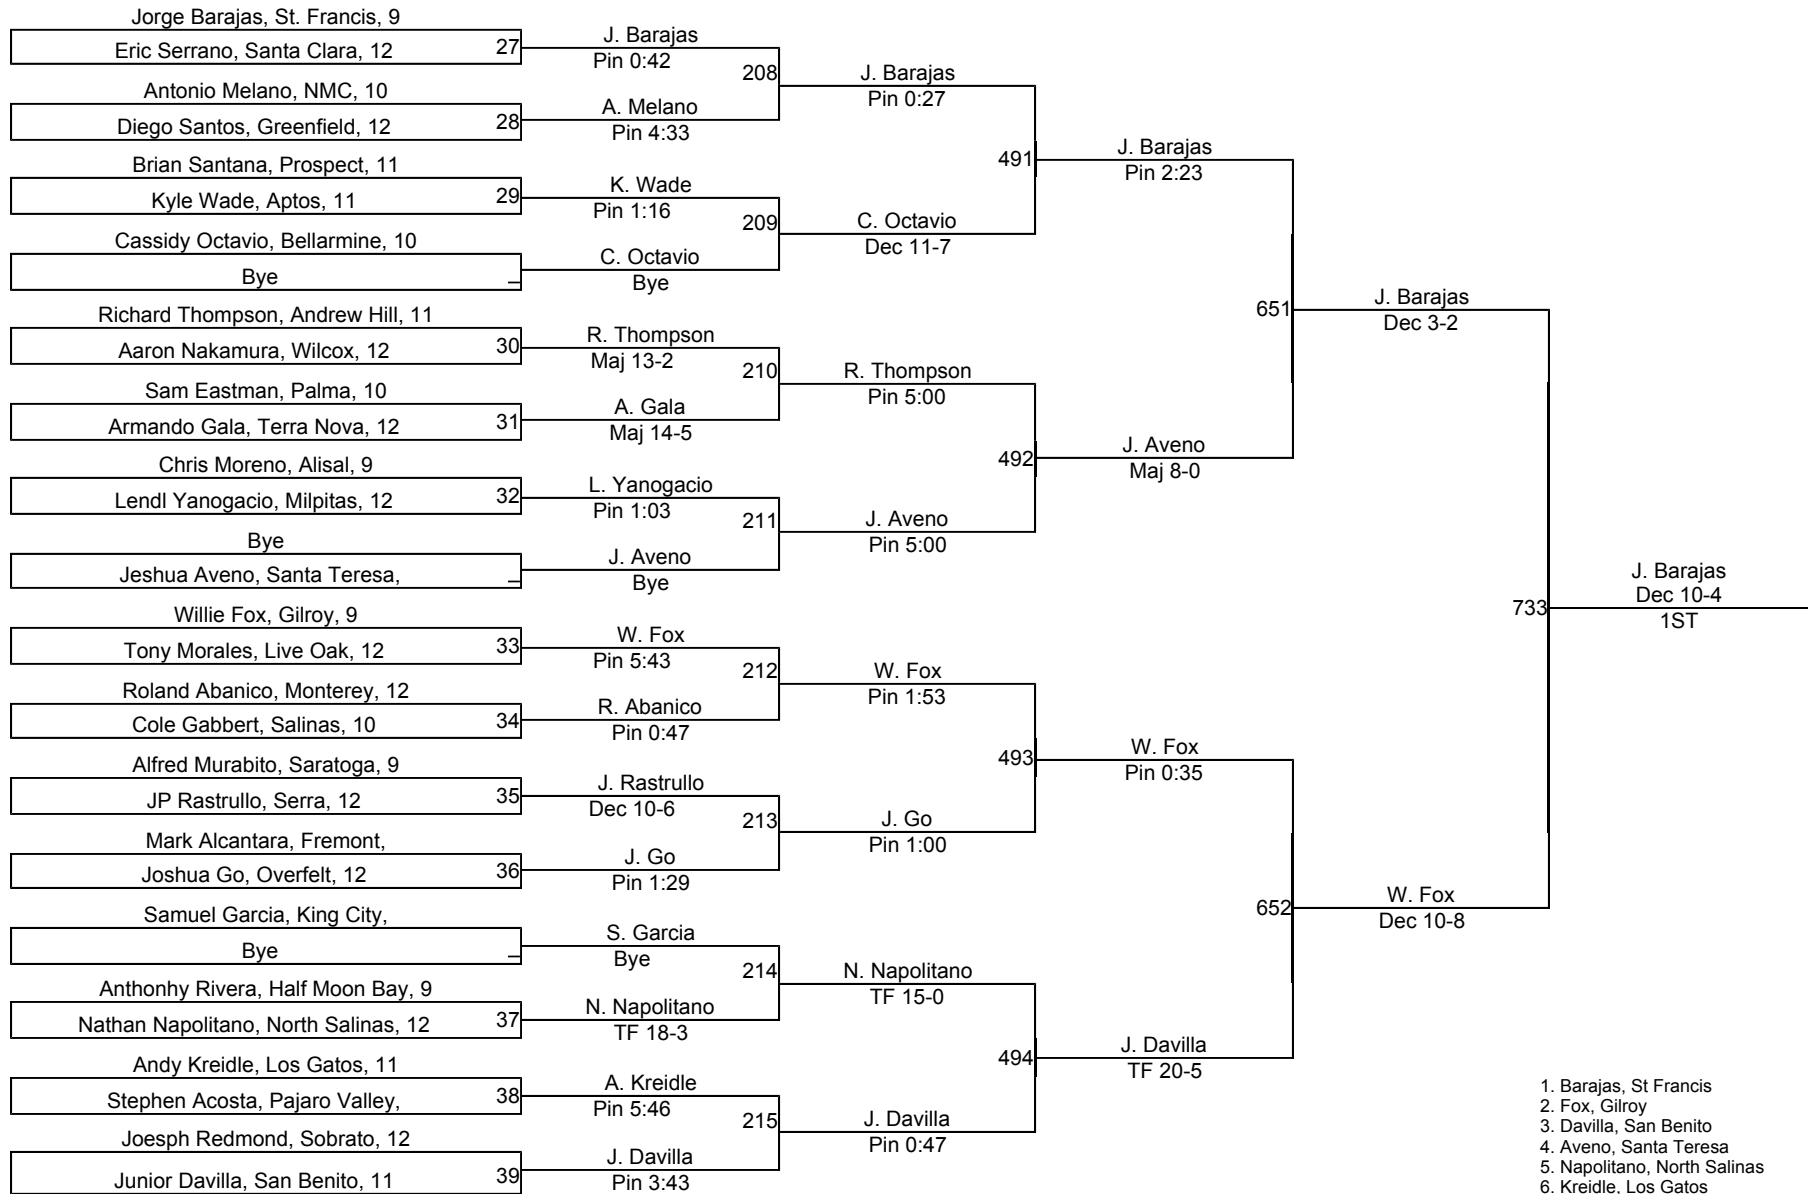 Jorge Barajas, St. Francis, 9
Eric Serrano, Santa Clara, 12
27
Antonio Melano, NMC, 10
Diego Santos, Greenfield, 12
28
Brian Santana, Prospect, 11
Kyle Wade, Aptos, 11
29
Cassidy Octavio, Bellarmine, 10
Bye
_
Richard Thompson, Andrew Hill, 11
Aaron Nakamura, Wilcox, 12
30
Sam Eastman, Palma, 10
Armando Gala, Terra Nova, 12
31
Chris Moreno, Alisal, 9
Lendl Yanogacio, Milpitas, 12
32
Bye
Jeshua Aveno, Santa Teresa,
_
Willie Fox, Gilroy, 9
Tony Morales, Live Oak, 12
33
Roland Abanico, Monterey, 12
Cole Gabbert, Salinas, 10
34
Alfred Murabito, Saratoga, 9
JP Rastrullo, Serra, 12
35
Mark Alcantara, Fremont,
Joshua Go, Overfelt, 12
36
Samuel Garcia, King City,
Bye
_
Anthonhy Rivera, Half Moon Bay, 9
Nathan Napolitano, North Salinas, 12
37
Andy Kreidle, Los Gatos, 11
Stephen Acosta, Pajaro Valley,
38
Joesph Redmond, Sobrato, 12
Junior Davilla, San Benito, 11
39
J. Barajas
Pin 0:42
208
A. Melano
Pin 4:33
K. Wade
Pin 1:16
209
C. Octavio
Bye
R. Thompson
Maj 13-2
210
A. Gala
Maj 14-5
L. Yanogacio
Pin 1:03
211
J. Aveno
Bye
W. Fox
Pin 5:43
212
R. Abanico
Pin 0:47
J. Rastrullo
Dec 10-6
213
J. Go
Pin 1:29
S. Garcia
Bye
214
N. Napolitano
TF 18-3
A. Kreidle
Pin 5:46
215
J. Davilla
Pin 3:43
J. Barajas
Pin 0:27
491
C. Octavio
Dec 11-7
R. Thompson
Pin 5:00
492
J. Aveno
Pin 5:00
W. Fox
Pin 1:53
493
J. Go
Pin 1:00
N. Napolitano
TF 15-0
494
J. Davilla
Pin 0:47
J. Barajas
Pin 2:23
651
J. Aveno
Maj 8-0
W. Fox
Pin 0:35
652
J. Davilla
TF 20-5
J. Barajas
Dec 3-2
733
W. Fox
Dec 10-8
J. Barajas
Dec 10-4
1ST
1. Barajas, St Francis
2. Fox, Gilroy
3. Davilla, San Benito
4. Aveno, Santa Teresa
5. Napolitano, North Salinas
6. Kreidle, Los Gatos